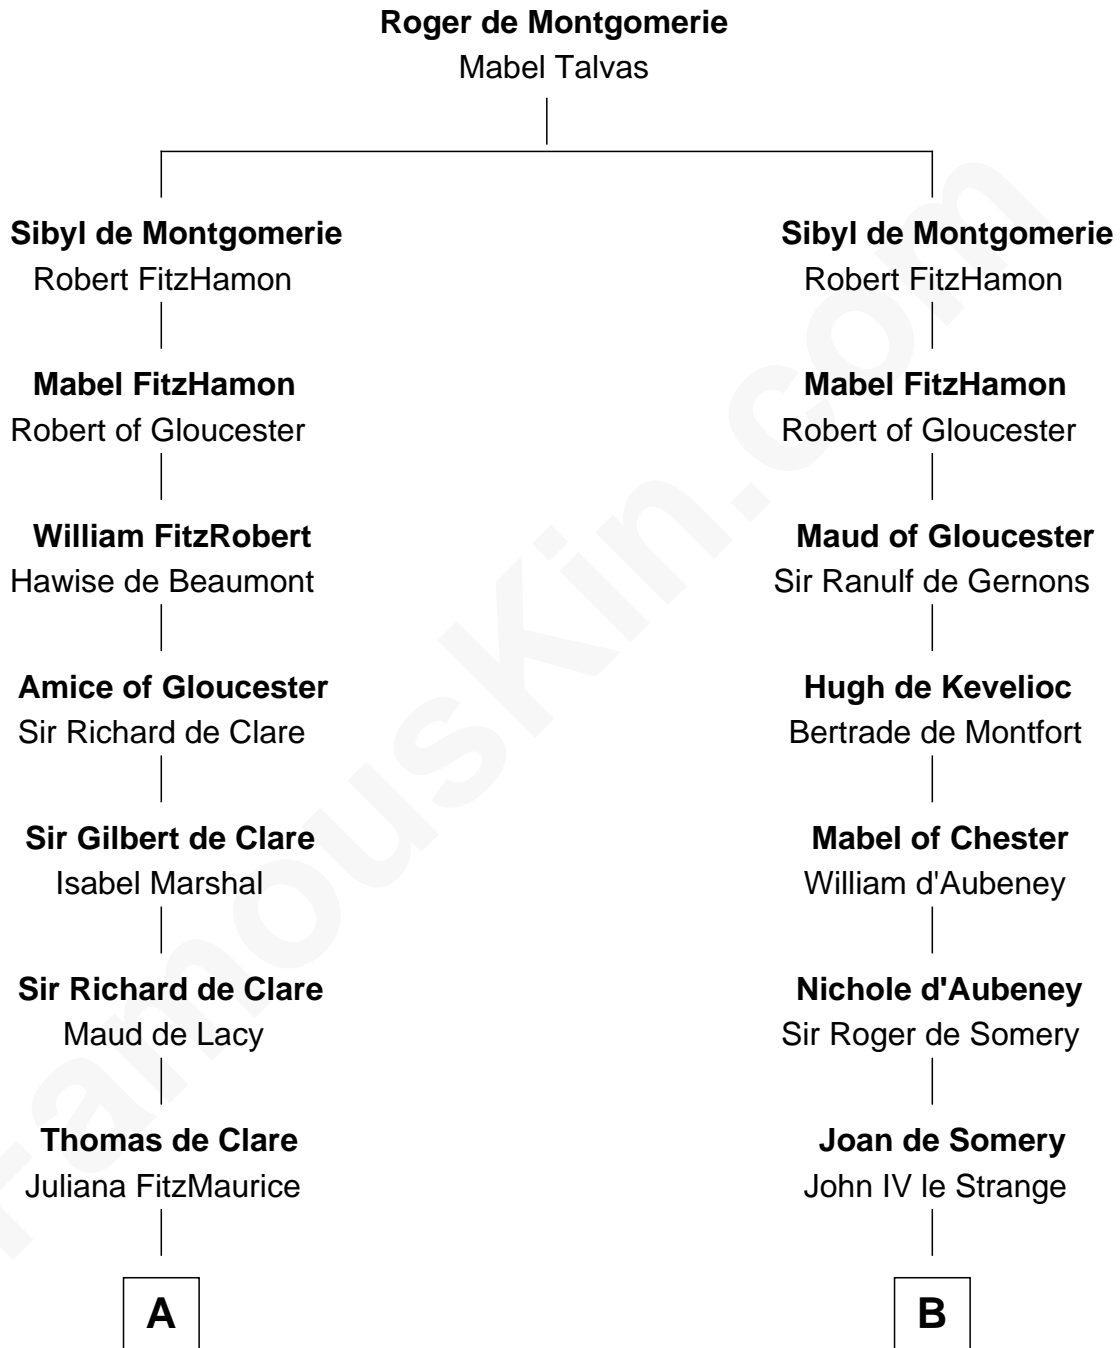 Roger de Montgomerie
Mabel Talvas
Sibyl de Montgomerie
Robert FitzHamon
Sibyl de Montgomerie
Robert FitzHamon
Mabel FitzHamon
Robert of Gloucester
Mabel FitzHamon
Robert of Gloucester
William FitzRobert
Hawise de Beaumont
Maud of Gloucester
Sir Ranulf de Gernons
Amice of Gloucester
Sir Richard de Clare
Hugh de Kevelioc
Bertrade de Montfort
Sir Gilbert de Clare
Isabel Marshal
Mabel of Chester
William d'Aubeney
Sir Richard de Clare
Maud de Lacy
Nichole d'Aubeney
Sir Roger de Somery
Thomas de Clare
Juliana FitzMaurice
Joan de Somery
John IV le Strange
A
B
FamousKin.com